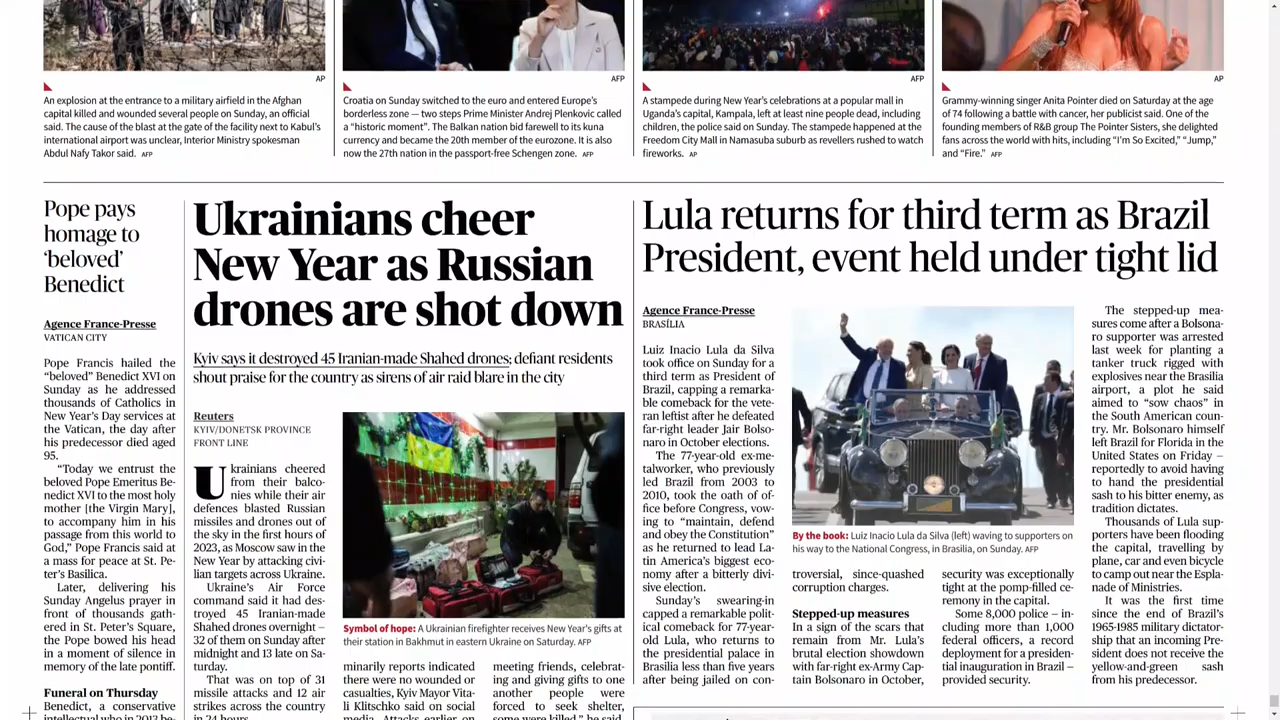 AP
An explosion at the entrance to a military airfield in the Afghan
capital killed and wounded several people on Sunday, an official
said. The cause of the blast at the gate of the facility next to Kabul's
international airport was unclear, Interior Ministry spokesman
Abdul Nafy Takor said. AFP
AFP
Croatia on Sunday switched to the euro and entered Europe's
borderless zone — two steps Prime Minister Andrej Plenkovic called
a "historic moment". The Balkan nation bid farewell to its kuna
currency and became the 20th member of the eurozone. It is also
now the 27th nation in the passport-free Schengen zone. AFP
AFP
A stampede during New Year's celebrations at a popular mall in
Uganda's capital, Kampala, left at least nine people dead, including
children, the police said on Sunday. The stampede happened at the
Freedom City Mall in Namasuba suburb as revellers rushed to watch
fireworks. AP
AP
Grammy-winning singer Anita Pointer died on Saturday at the age
of 74 following a battle with cancer, her publicist said. One of the
founding members of R&B group The Pointer Sisters, she delighted
fans across the world with hits, including "I'm So Excited," "Jump,"
and "Fire." AFP
Pope pays
homage to
'beloved'
Benedict
Agence France-Presse
VATICAN CITY
Pope Francis hailed the
"beloved" Benedict XVI on
Sunday as he addressed
thousands of Catholics in
New Year's Day services at
the Vatican, the day after
his predecessor died aged
95.
"Today we entrust the
beloved Pope Emeritus Be-
nedict XVI to the most holy
mother [the Virgin Mary],
to accompany him in his
passage from this world to
God," Pope Francis said at
a mass for peace at St. Pe-
ter's Basilica.
Later, delivering his
Sunday Angelus prayer in
front of thousands gath-
ered in St. Peter's Square,
the Pope bowed his head
in a moment of silence in
memory of the late pontiff.
Funeral on Thursday
Benedict, a conservative
intellectual who in 2013 be-
Ukrainians cheer
New Year as Russian
drones are shot down
Kyiv says it destroyed 45 Iranian-made Shahed drones; defiant residents
shout praise for the country as sirens of air raid blare in the city
Reuters
KYIV/DONETSK PROVINCE
FRONT LINE
Ukrainians cheered
from their balco-
nies while their air
defences blasted Russian
missiles and drones out of
the sky in the first hours of
2023, as Moscow saw in the
New Year by attacking civi-
lian targets across Ukraine.
Ukraine's Air Force
command said it had des-
troyed 45 Iranian-made
Shahed drones overnight –
32 of them on Sunday after
midnight and 13 late on Sa-
turday.
That was on top of 31
missile attacks and 12 air
strikes across the country
in 24 hours.
Symbol of hope: A Ukrainian firefighter receives New Year's gifts at
their station in Bakhmut in eastern Ukraine on Saturday. AFP
minarily reports indicated
there were no wounded or
casualties, Kyiv Mayor Vita-
li Klitschko said on social
media. Attacks earlier on
meeting friends, celebrat-
ing and giving gifts to one
another people were
forced to seek shelter,
some were killed," he said.
Lula returns for third term as Brazil
President, event held under tight lid
Agence France-Presse
BRASÍLIA
Luiz Inacio Lula da Silva
took office on Sunday for a
third term as President of
Brazil, capping a remarka-
ble comeback for the vete-
ran leftist after he defeated
far-right leader Jair Bolso-
naro in October elections.
The 77-year-old ex-me-
talworker, who previously
led Brazil from 2003 to
2010, took the oath of of-
fice before Congress, vow-
ing to "maintain, defend
and obey the Constitution"
as he returned to lead La-
tin America's biggest eco-
nomy after a bitterly divi-
sive election.
Sunday's swearing-in
capped a remarkable polit-
ical comeback for 77-year-
old Lula, who returns to
the presidential palace in
Brasilia less than five years
after being jailed on con-
By the book: Luiz Inacio Lula da Silva (left) waving to supporters on
his way to the National Congress, in Brasilia, on Sunday. AFP
troversial, since-quashed
corruption charges.
Stepped-up measures
In a sign of the scars that
remain from Mr. Lula's
brutal election showdown
with far-right ex-Army Cap-
tain Bolsonaro in October,
security was exceptionally
tight at the pomp-filled ce-
remony in the capital.
Some 8,000 police – in-
cluding more than 1,000
federal officers, a record
deployment for a presiden-
tial inauguration in Brazil –
provided security.
The stepped-up mea-
sures come after a Bolsona-
ro supporter was arrested
last week for planting a
tanker truck rigged with
explosives near the Brasilia
airport, a plot he said
aimed to "sow chaos" in
the South American coun-
try. Mr. Bolsonaro himself
left Brazil for Florida in the
United States on Friday –
reportedly to avoid having
to hand the presidential
sash to his bitter enemy, as
tradition dictates.
Thousands of Lula sup-
porters have been flooding
the capital, travelling by
plane, car and even bicycle
to camp out near the Espla-
nade of Ministries.
It was the first time
since the end of Brazil's
1965-1985 military dictator-
ship that an incoming Pre-
sident does not receive the
yellow-and-green sash
from his predecessor.